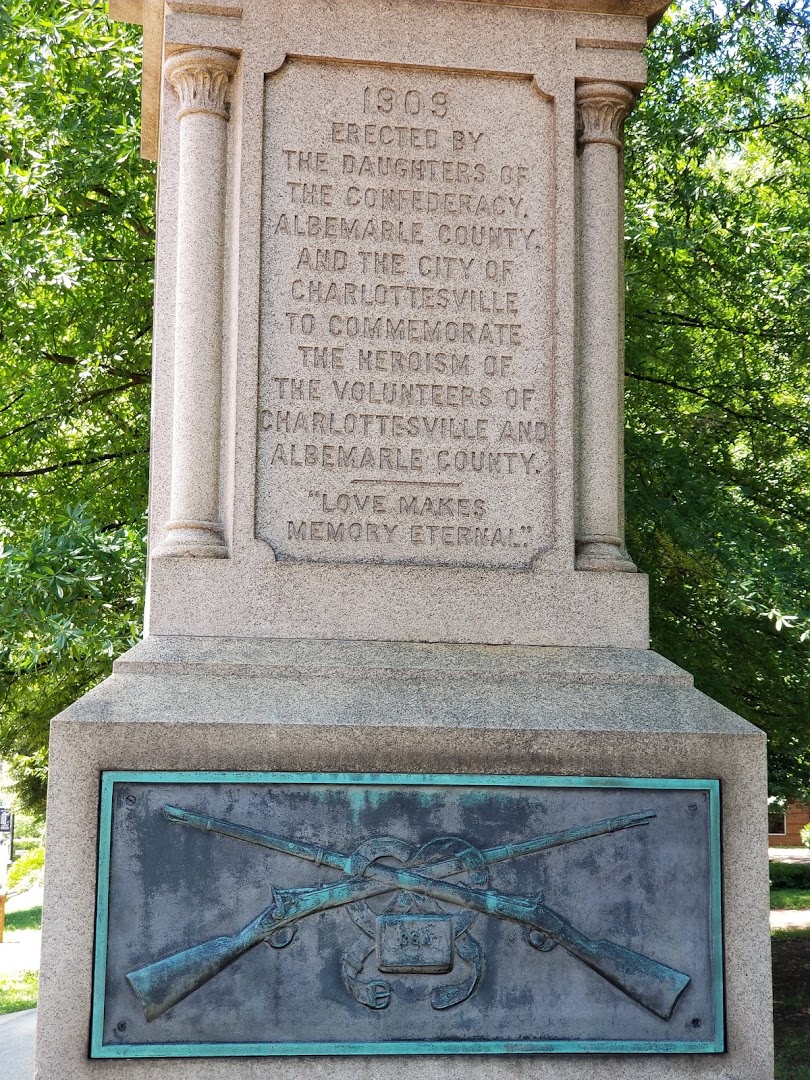 1909
ERECTED BY
THE DAUGHTERS OF
THE CONFEDERACY,
ALBEMARLE COUNTY,
AND THE CITY OF
CHARLOTTESVILLE
TO COMMEMORATE
THE HEROISM OF
THE VOLUNTEERS OF
CHARLOTTESVILLE AND
ALBEMARLE COUNTY.
"LOVE MAKES
MEMORY ETERNAL."
CSA